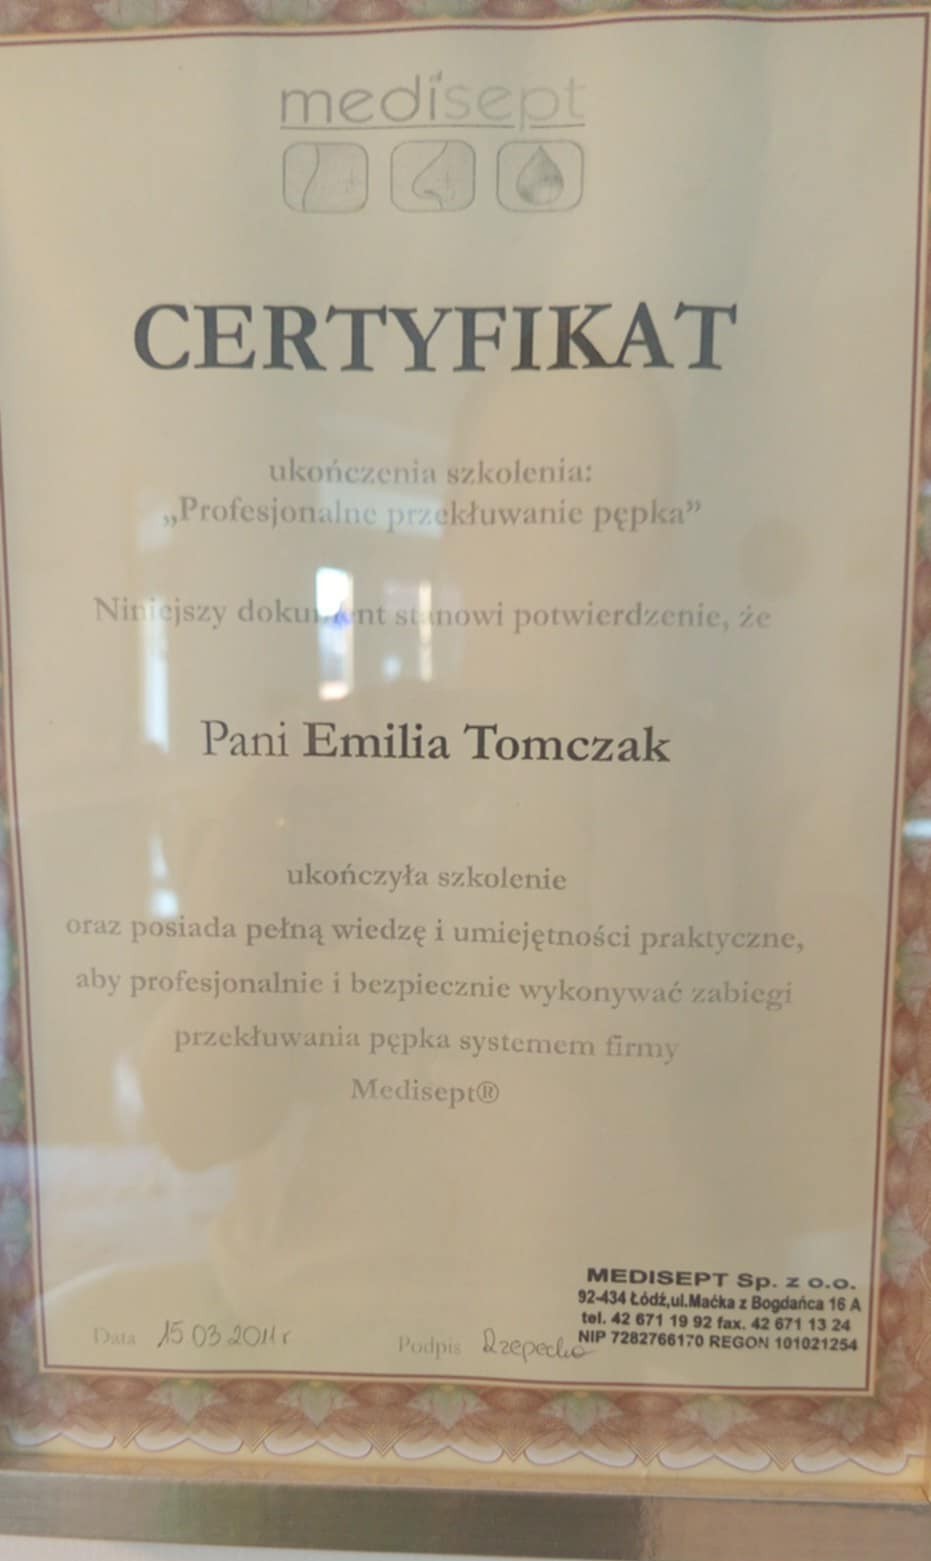 medisept
CERTYFIKAT
ukończenia szkolenia:
„Profesjonalne przekłuwanie pępka”
Niniejszy dokument stanowi potwierdzenie, że
Pani Emilia Tomczak
ukończyła szkolenie
oraz posiada pełną wiedzę i umiejętności praktyczne,
aby profesjonalnie i bezpiecznie wykonywać zabiegi
przekłuwania pępka systemem firmy
Medisept®
MEDISEPT Sp. z o.o.
92-434 Łódź,ul.Maćka z Bogdańca 16 A
tel. 42 671 19 92 fax. 42 671 13 24
NIP 7282766170 REGON 101021254
Data 15 03 2011 r
Podpis